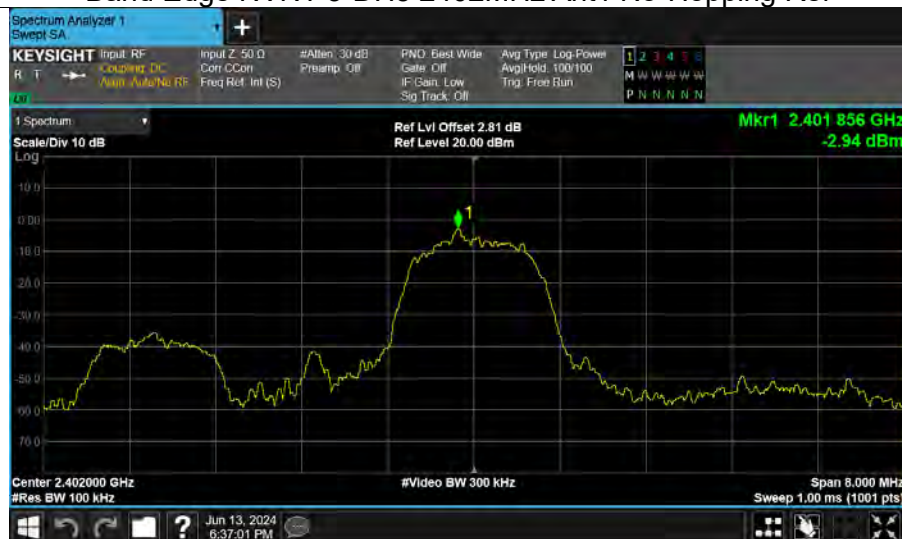 Spectrum Analyzer 1
Swept SA
+
KEYSIGHT Input: RF
R T
Coupling: DC
Align: Auto/No RF
Input Z: 50 Ω
Corr CCorr
Freq Ref: Int (S)
#Atten: 30 dB
Preamp: Off
PNO: Best Wide
Gate: Off
IF Gain: Low
Sig Track: Off
Avg Type: Log-Power
Avg|Hold: 100/100
Trig: Free Run
1 2 3 4 5 6
M W W W W W
P N N N N N
1 Spectrum
Scale/Div 10 dB
Log
Ref Lvl Offset 2.81 dB
Ref Level 20.00 dBm
Mkr1 2.401 856 GHz
-2.94 dBm
10.0
0.00
-10.0
-20.0
-30.0
-40.0
-50.0
-60.0
-70.0
1
Center 2.402000 GHz
#Res BW 100 kHz
#Video BW 300 kHz
Span 8.000 MHz
Sweep 1.00 ms (1001 pts)
?
Jun 13, 2024
6:37:01 PM